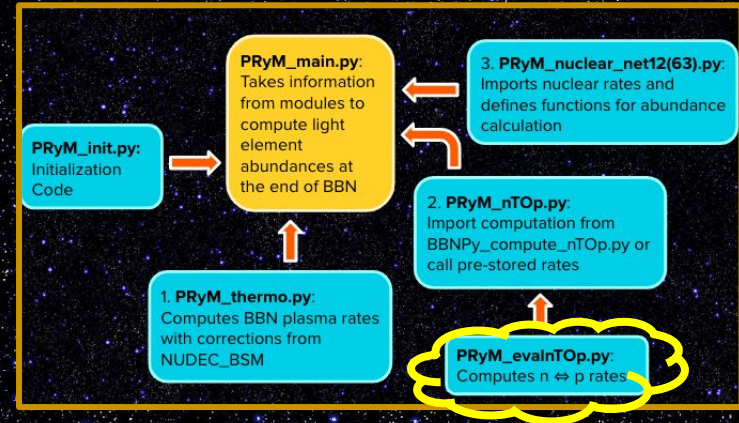 PRyM_init.py:
Initialization
Code
PRyM_main.py:
Takes information
from modules to
compute light
element
abundances at
the end of BBN
3. PRyM_nuclear_net12(63).py:
Imports nuclear rates and
defines functions for abundance
calculation
2. PRyM_nTOp.py:
Import computation from
BBNPy_compute_nTOp.py or
call pre-stored rates
1. PRyM_thermo.py:
Computes BBN plasma rates
with corrections from
NUDEC_BSM
PRyM_evalnTOp.py:
Computes n ⇔ p rates